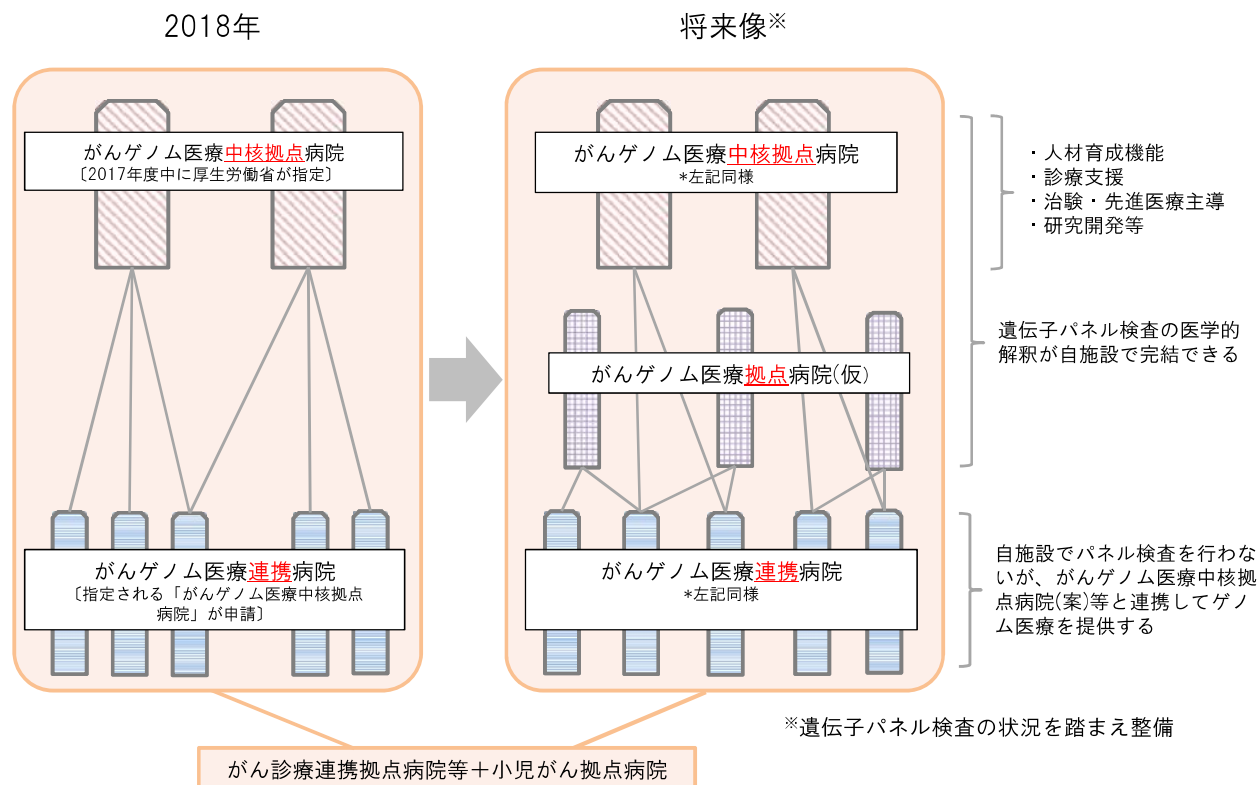 2018年
将来像※
がんゲノム医療中核拠点病院
〔2017年度中に厚生労働省が指定〕
がんゲノム医療中核拠点病院
*左記同様
・人材育成機能
・診療支援
・治験・先進医療主導
・研究開発等
遺伝子パネル検査の医学的
解釈が自施設で完結できる
がんゲノム医療拠点病院(仮)
がんゲノム医療連携病院
〔指定される「がんゲノム医療中核拠点
病院」が申請〕
がんゲノム医療連携病院
*左記同様
自施設でパネル検査を行わな
いが、がんゲノム医療中核拠
点病院(案)等と連携してゲノ
ム医療を提供する
※遺伝子パネル検査の状況を踏まえ整備
がん診療連携拠点病院等＋小児がん拠点病院